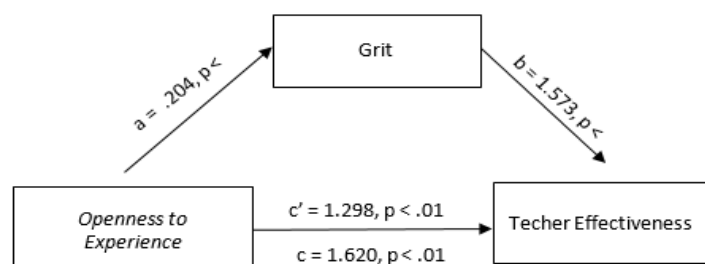 Grit
a = .204, p<
b = 1.573, p <
Openness to
Experience
c' = 1.298, p < .01
c = 1.620, p < .01
Techer Effectiveness